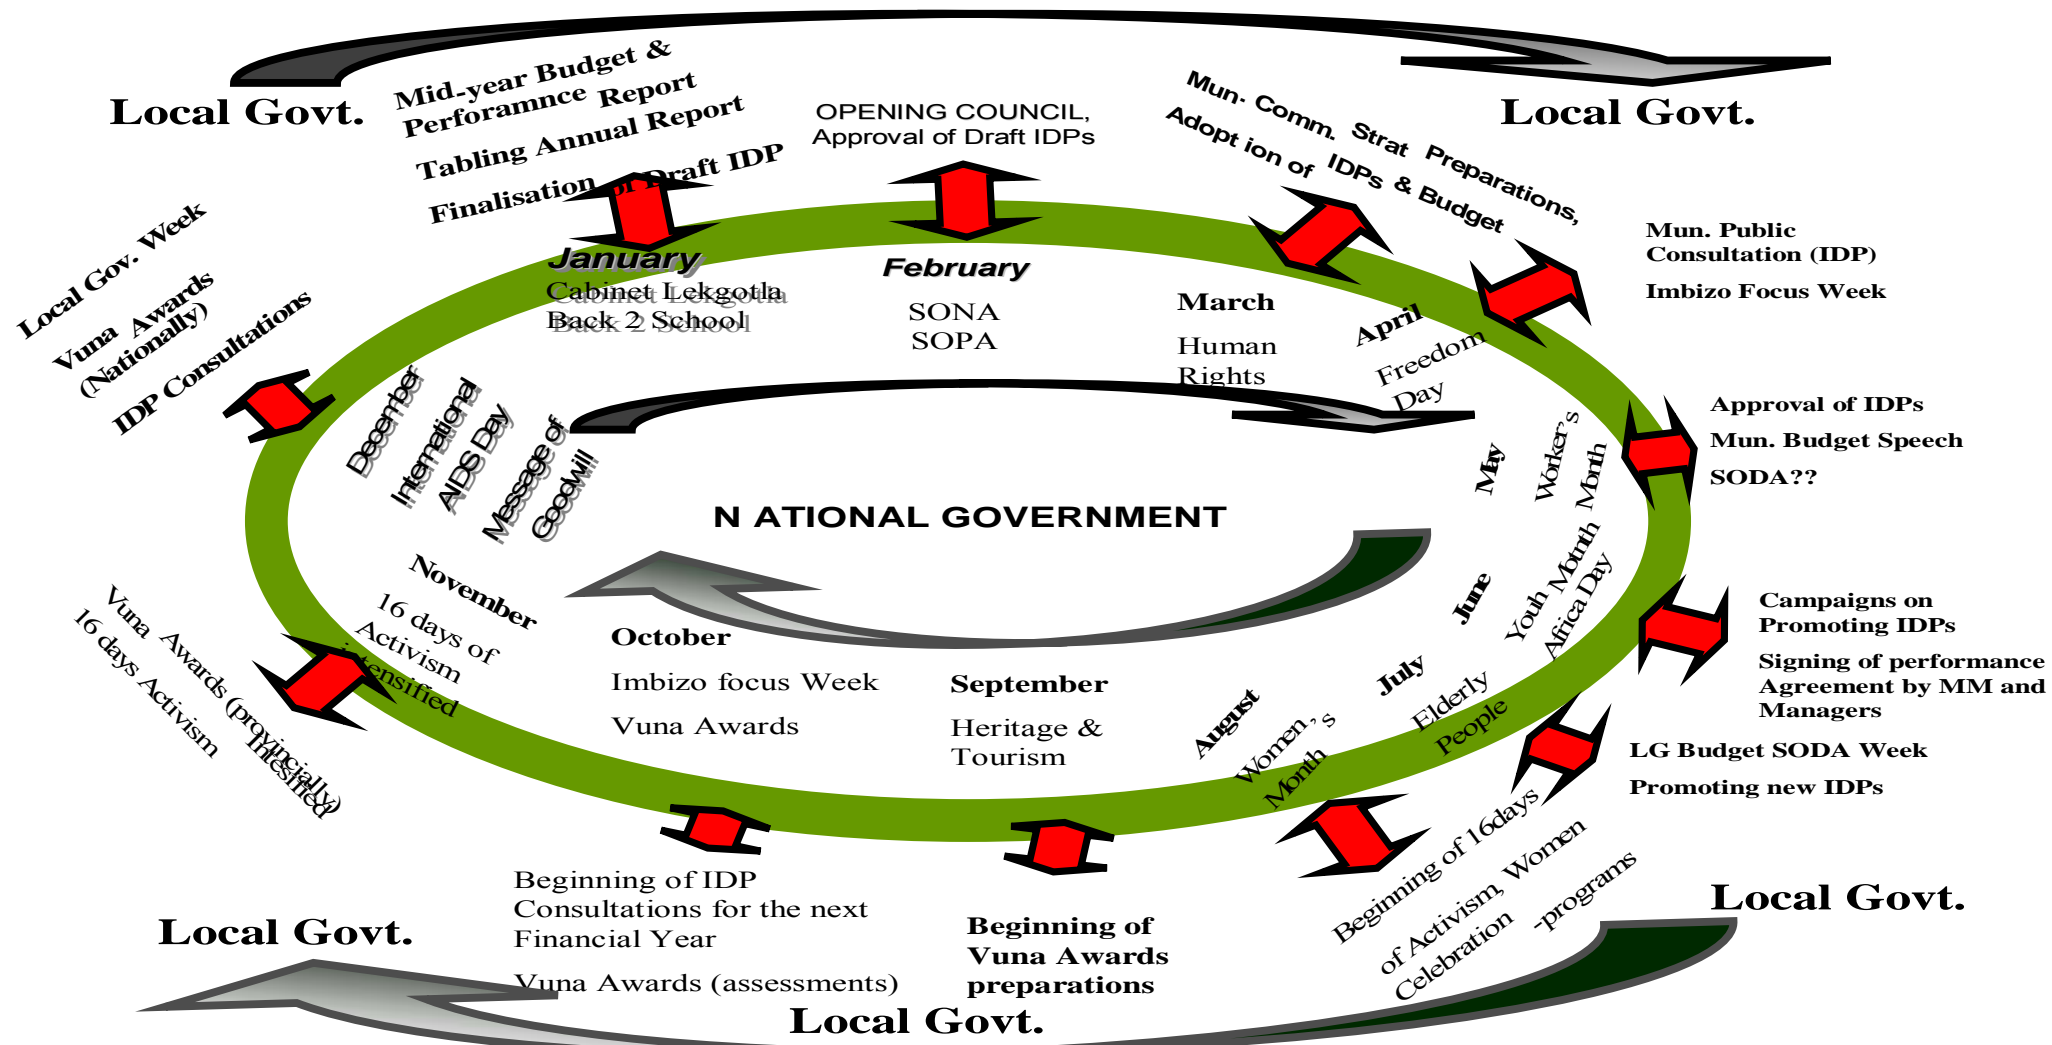 Local Govt.
Mid-year Budget &
Perforamnce Report
Tabling Annual Report
Finalisation of Draft IDP
OPENING COUNCIL,
Approval of Draft IDPs
Mun. Comm. Strat Preparations,
Adopt ion of IDPs & Budget
Local Govt.
Mun. Public
Consultation (IDP)
Imbizo Focus Week
Local Gov. Week
Vuna Awards
(Nationally)
IDP Consultations
January
Cabinet Lekgotla
Back 2 School
February
SONA
SOPA
March
Human
Rights
April
Freedom
Day
Approval of IDPs
Mun. Budget Speech
SODA??
December
International
AIDS Day
Message of
Goodwill
May
Worker's
Month
N ATIONAL GOVERNMENT
June
Youh Motnth
Africa Day
Campaigns on
Promoting IDPs
Signing of performance
Agreement by MM and
Managers
November
16 days of
Activism
intensified
October
Imbizo focus Week
Vuna Awards
September
Heritage &
Tourism
August
Women,'s
Month
July
Elderly
People
LG Budget SODA Week
Promoting new IDPs
Vuna Awards (provincially)
16 days Activism Intesified
Beginning of IDP
Consultations for the next
Financial Year
Vuna Awards (assessments)
Beginning of
Vuna Awards
preparations
Beginning of 16days
of Activism, Women
Celebration -programs
Local Govt.
Local Govt.
Local Govt.